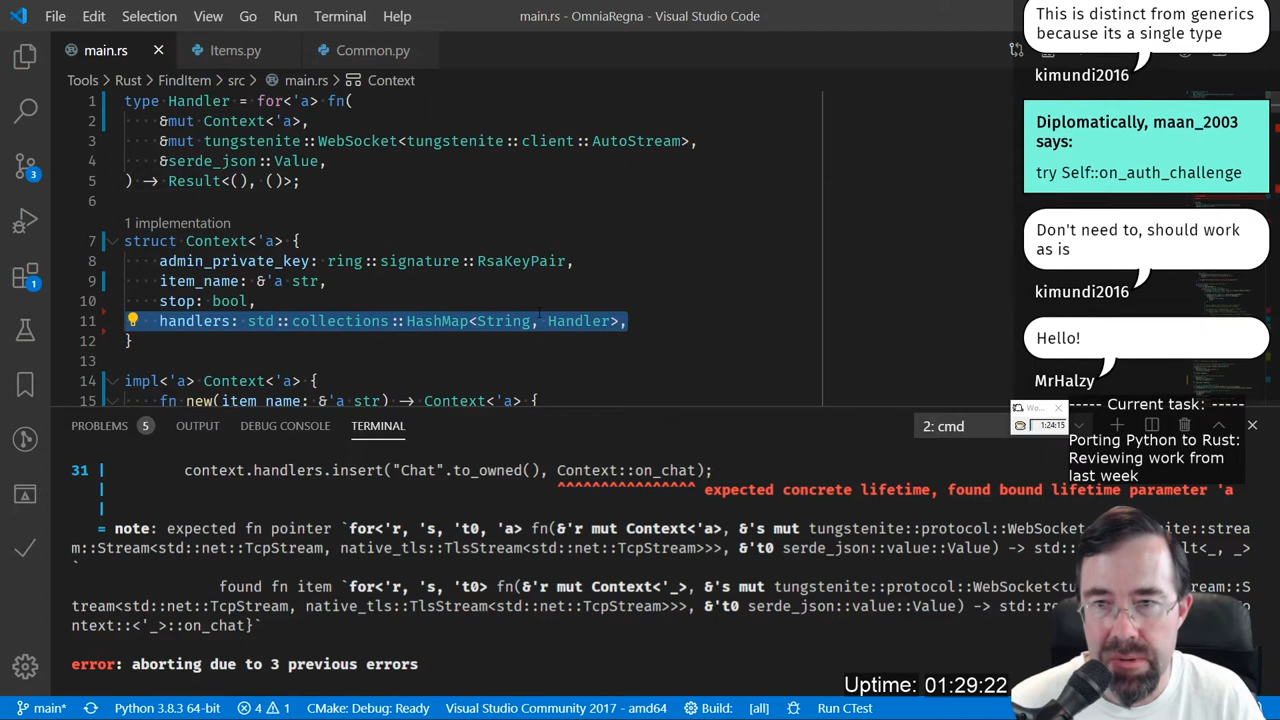 File Edit Selection View Go Run Terminal Help main.rs - OmniaRegna - Visual Studio Code
main.rs Items.py Common.py
Tools > Rust > FindItem > src > main.rs > Context
1 type Handler = for<'a> fn(
2 &mut Context<'a>,
3 &mut tungstenite::WebSocket<tungstenite::client::AutoStream>,
4 &serde_json::Value,
5 ) -> Result<(), ()>;
6
1 implementation
7 struct Context<'a> {
8 admin_private_key: ring::signature::RsaKeyPair,
9 item_name: &'a str,
10 stop: bool,
11 handlers: std::collections::HashMap<String, Handler>,
12 }
13
14 impl<'a> Context<'a> {
15 fn new(item_name: &'a str) -> Context<'a> {
This is distinct from generics
because its a single type
kimundi2016
Diplomatically, maan_2003
says:
try Self::on_auth_challenge
Don't need to, should work
as is
kimundi2016
Hello!
MrHalzy
----- Current task: -----
Porting Python to Rust:
Reviewing work from
last week
Wo...
1:24:15
3
1
PROBLEMS 5 OUTPUT DEBUG CONSOLE TERMINAL 2: cmd
31 | context.handlers.insert("Chat".to_owned(), Context::on_chat);
| ^^^^^^^^^^^^^^^^ expected concrete lifetime, found bound lifetime parameter 'a
|
= note: expected fn pointer `for<'r, 's, 't0, 'a> fn(&'r mut Context<'a>, &'s mut tungstenite::protocol::WebSocket<
m::Stream<std::net::TcpStream, native_tls::TlsStream<std::net::TcpStream>>>, &'t0 serde_json::value::Value) -> std::
`
found fn item `for<'r, 's, 't0> fn(&'r mut Context<'_>, &'s mut tungstenite::protocol::WebSocket<
tream<std::net::TcpStream, native_tls::TlsStream<std::net::TcpStream>>>, &'t0 serde_json::value::Value) -> std::
ontext::<'_>::on_chat}`
error: aborting due to 3 previous errors
Uptime: 01:29:22
main* Python 3.8.3 64-bit 4 1 CMake: Debug: Ready Visual Studio Community 2017 - amd64 Build: [all] Run CTest